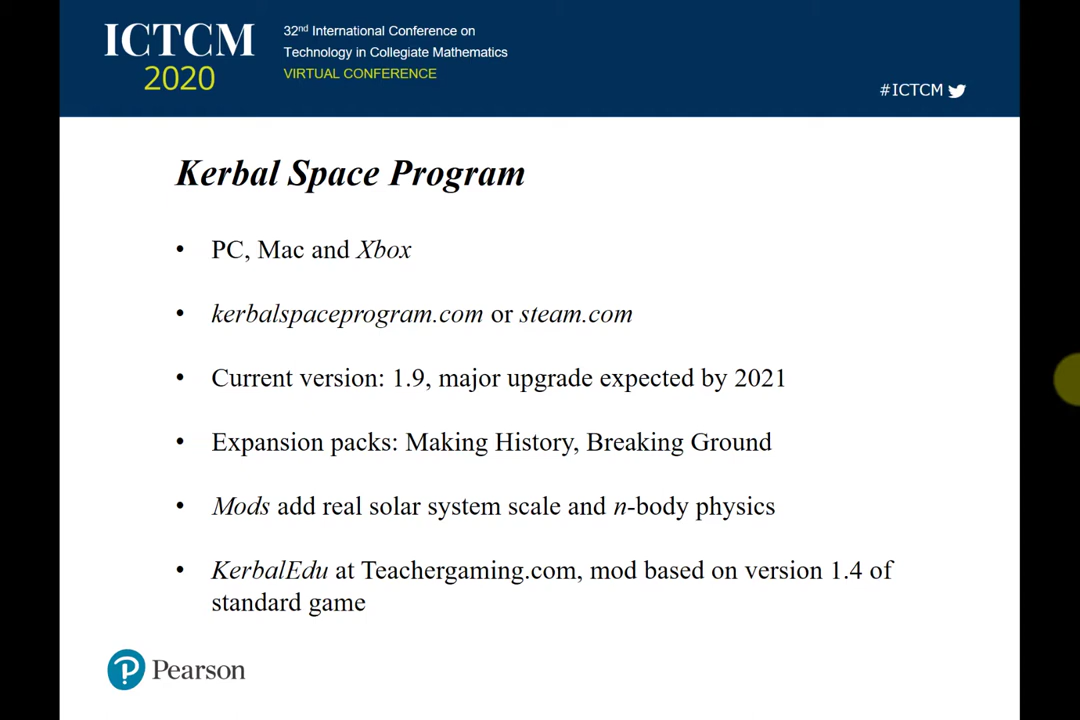 ICTCM
2020
32nd International Conference on
Technology in Collegiate Mathematics
VIRTUAL CONFERENCE
#ICTCM
Kerbal Space Program
• PC, Mac and Xbox
• kerbalspaceprogram.com or steam.com
• Current version: 1.9, major upgrade expected by 2021
• Expansion packs: Making History, Breaking Ground
• Mods add real solar system scale and n-body physics
• KerbalEdu at Teachergaming.com, mod based on version 1.4 of
standard game
Pearson